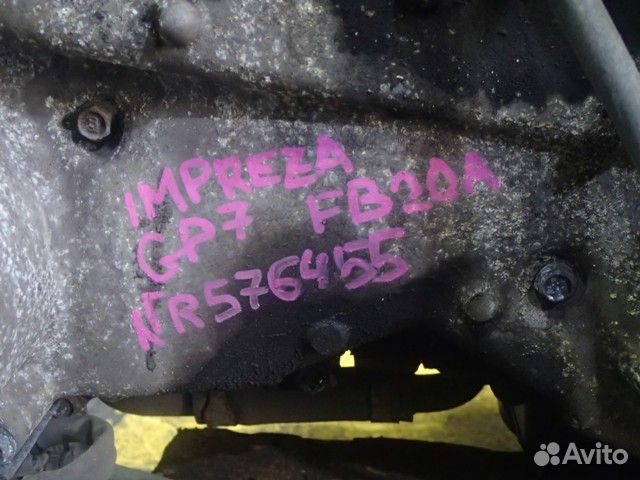 IMPREZA
GP7 FB20A
NR576455
Avito